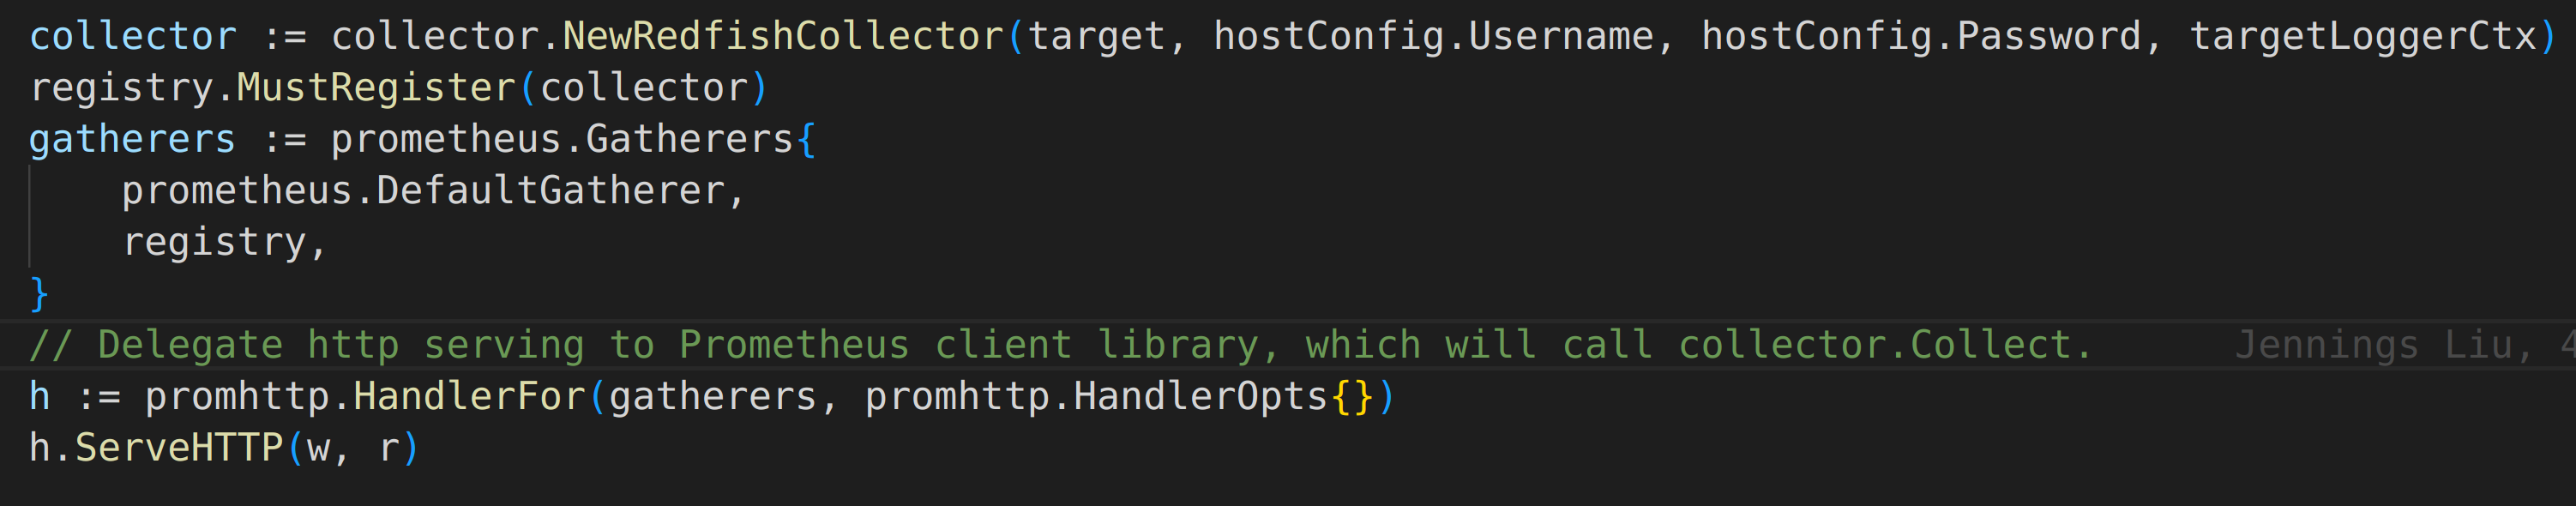 collector := collector.NewRedfishCollector(target, hostConfig.Username, hostConfig.Password, targetLoggerCtx)
registry.MustRegister(collector)
gatherers := prometheus.Gatherers{
    prometheus.DefaultGatherer,
    registry,
}
// Delegate http serving to Prometheus client library, which will call collector.Collect. Jennings Liu, 4
h := promhttp.HandlerFor(gatherers, promhttp.HandlerOpts{})
h.ServeHTTP(w, r)